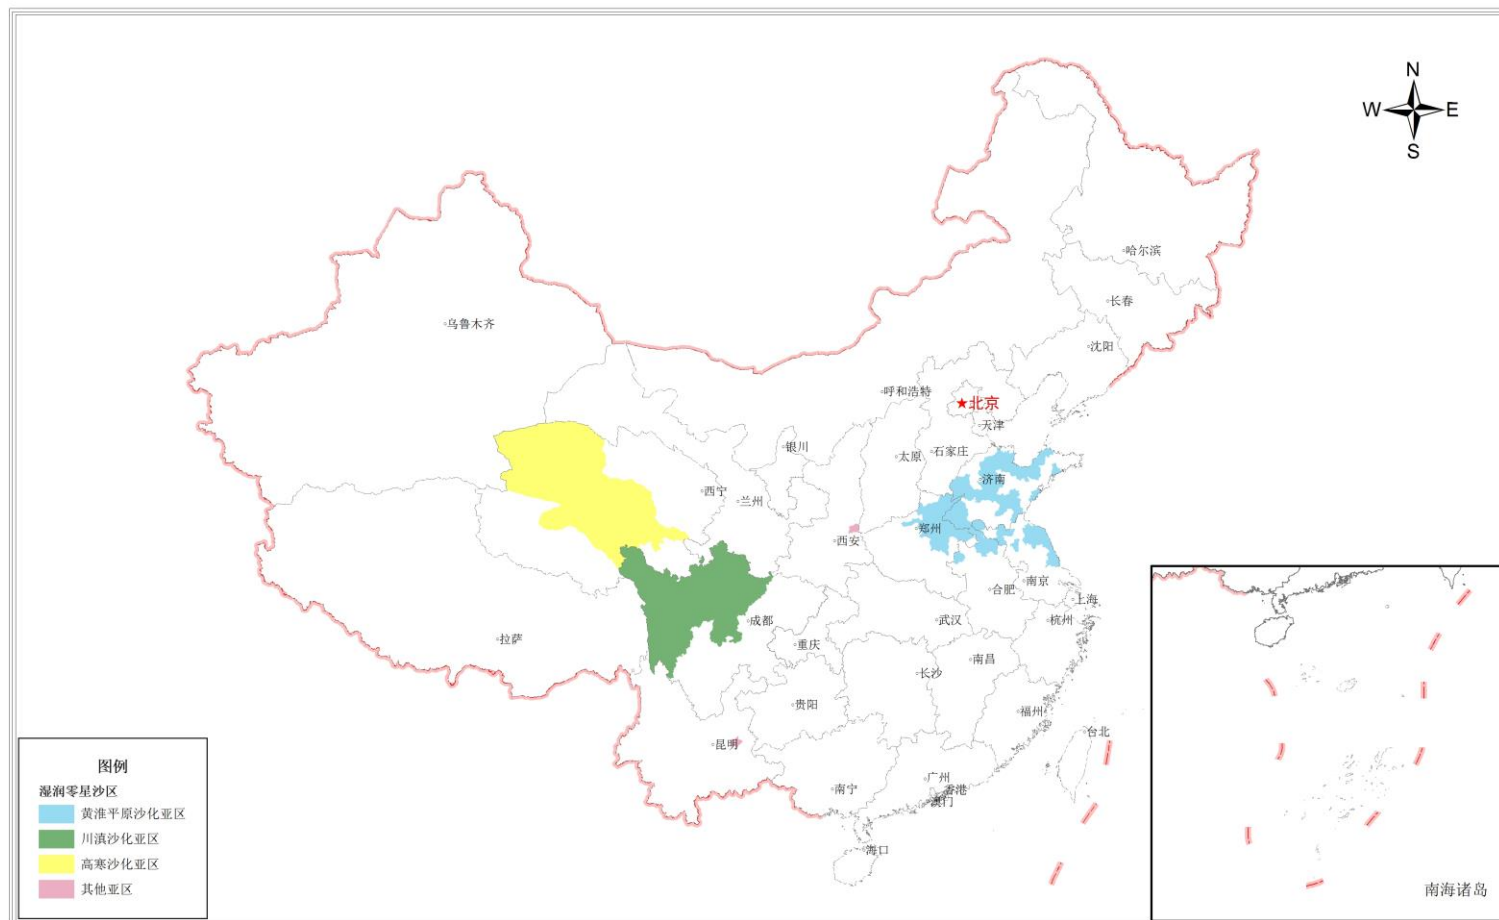 N
W E
S
哈尔滨
长春
乌鲁木齐
沈阳
呼和浩特
北京
天津
银川
石家庄
太原
济南
西宁
兰州
郑州
西安
南京
合肥
上海
成都
武汉
杭州
拉萨
重庆
南昌
长沙
贵阳
福州
台北
昆明
广州
南宁
香港
澳门
海口
南海诸岛
图例
湿润零星沙区
黄淮平原沙化亚区
川滇沙化亚区
高寒沙化亚区
其他亚区